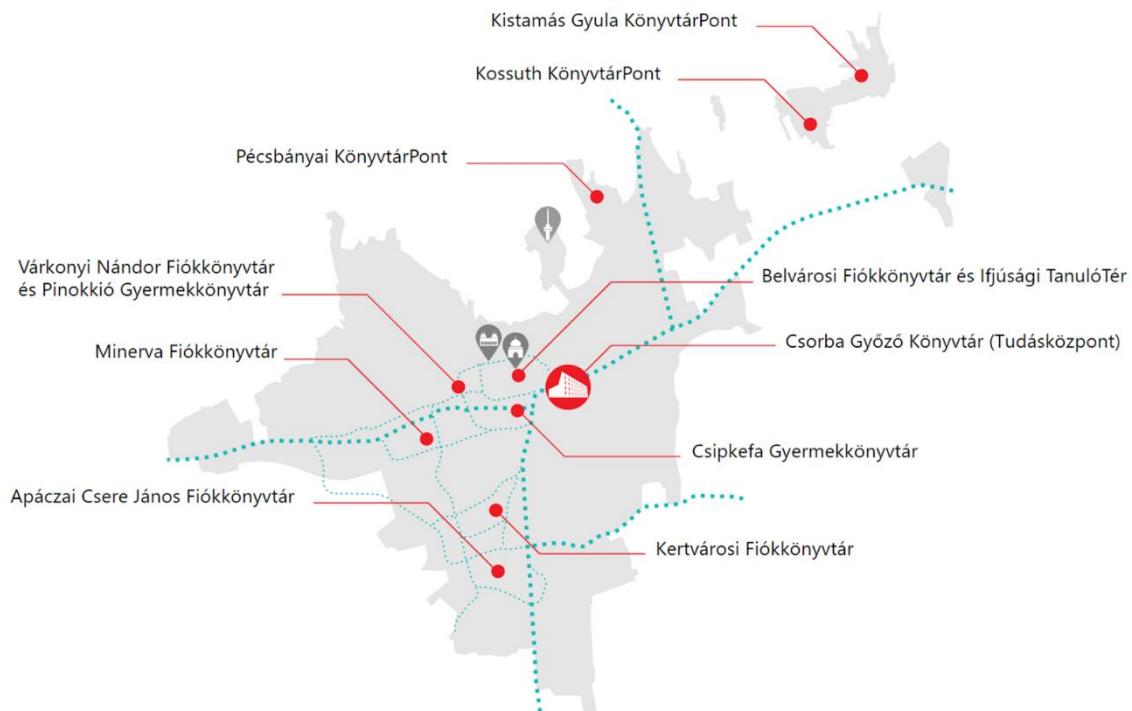 Kistamás Gyula KönyvtárPont
Kossuth KönyvtárPont
Pécsbányai KönyvtárPont
Várkonyi Nándor Fiókkönyvtár
és Pinokkió Gyermekkönyvtár
Belvárosi Fiókkönyvtár és Ifjúsági TanulóTér
Minerva Fiókkönyvtár
Csorba Győző Könyvtár (Tudásközpont)
Csipkefa Gyermekkönyvtár
Apáczai Csere János Fiókkönyvtár
Kertvárosi Fiókkönyvtár